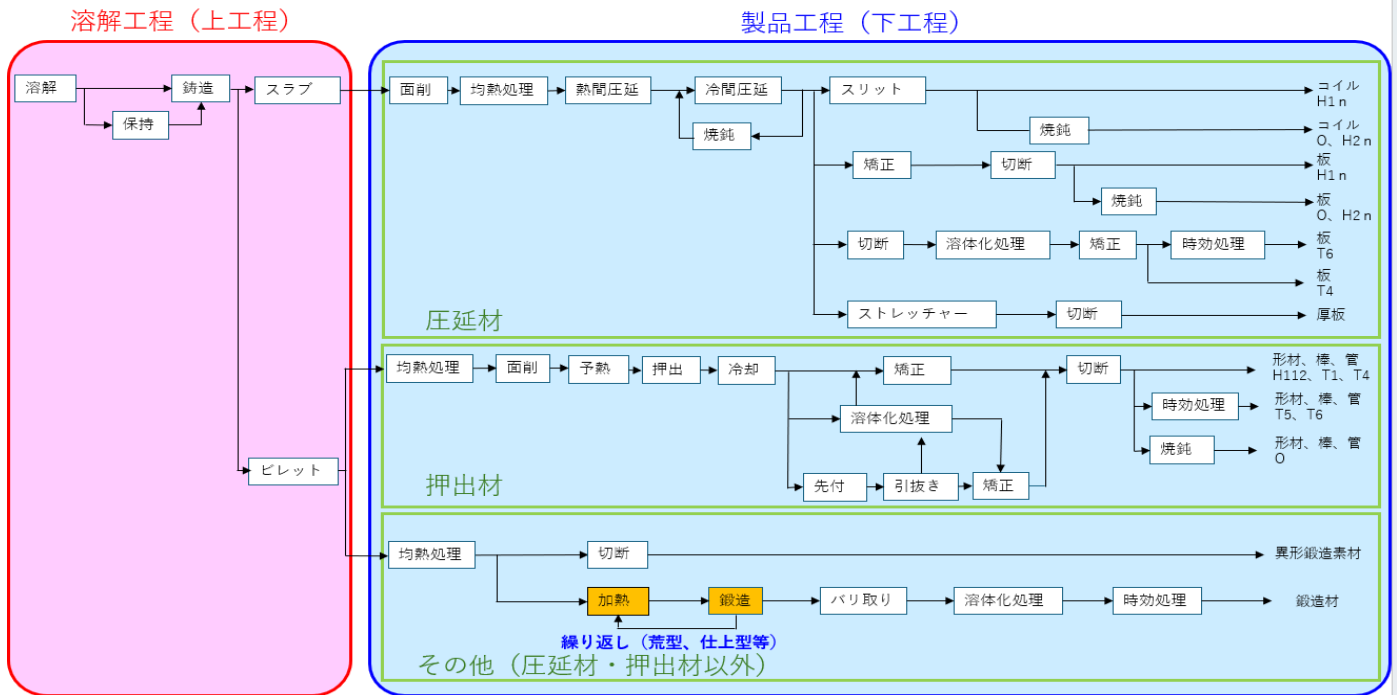 溶解工程（上工程）
製品工程（下工程）
溶解
鋳造
スラブ
保持
ビレット
面削
均熱処理
熱間圧延
冷間圧延
焼鈍
スリット
コイル
H1n
焼鈍
コイル
O、H2n
矯正
切断
板
H1n
焼鈍
板
O、H2n
切断
溶体化処理
矯正
時効処理
板
T6
板
T4
ストレッチャー
切断
厚板
圧延材
均熱処理
面削
予熱
押出
冷却
矯正
切断
形材、棒、管
H112、T1、T4
溶体化処理
時効処理
形材、棒、管
T5、T6
焼鈍
形材、棒、管
O
先付
引抜き
矯正
押出材
均熱処理
切断
異形鍛造素材
加熱
鍛造
バリ取り
溶体化処理
時効処理
鍛造材
繰り返し（荒型、仕上型等）
その他（圧延材・押出材以外）